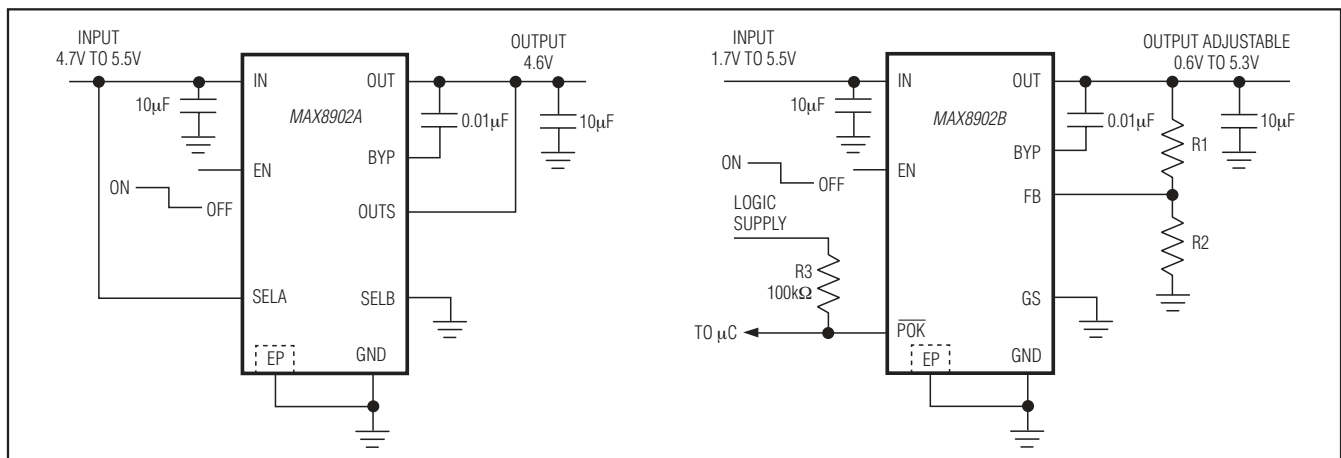 INPUT
4.7V TO 5.5V
10µF
IN
MAX8902A
OUT
OUTPUT
4.6V
0.01µF
10µF
BYP
EN
ON
OFF
OUTS
SELA
SELB
EP
GND
INPUT
1.7V TO 5.5V
10µF
IN
MAX8902B
OUT
OUTPUT ADJUSTABLE
0.6V TO 5.3V
0.01µF
10µF
R1
BYP
ON
OFF
EN
FB
LOGIC
SUPPLY
R2
R3
100kΩ
GS
TO µC
POK
EP
GND